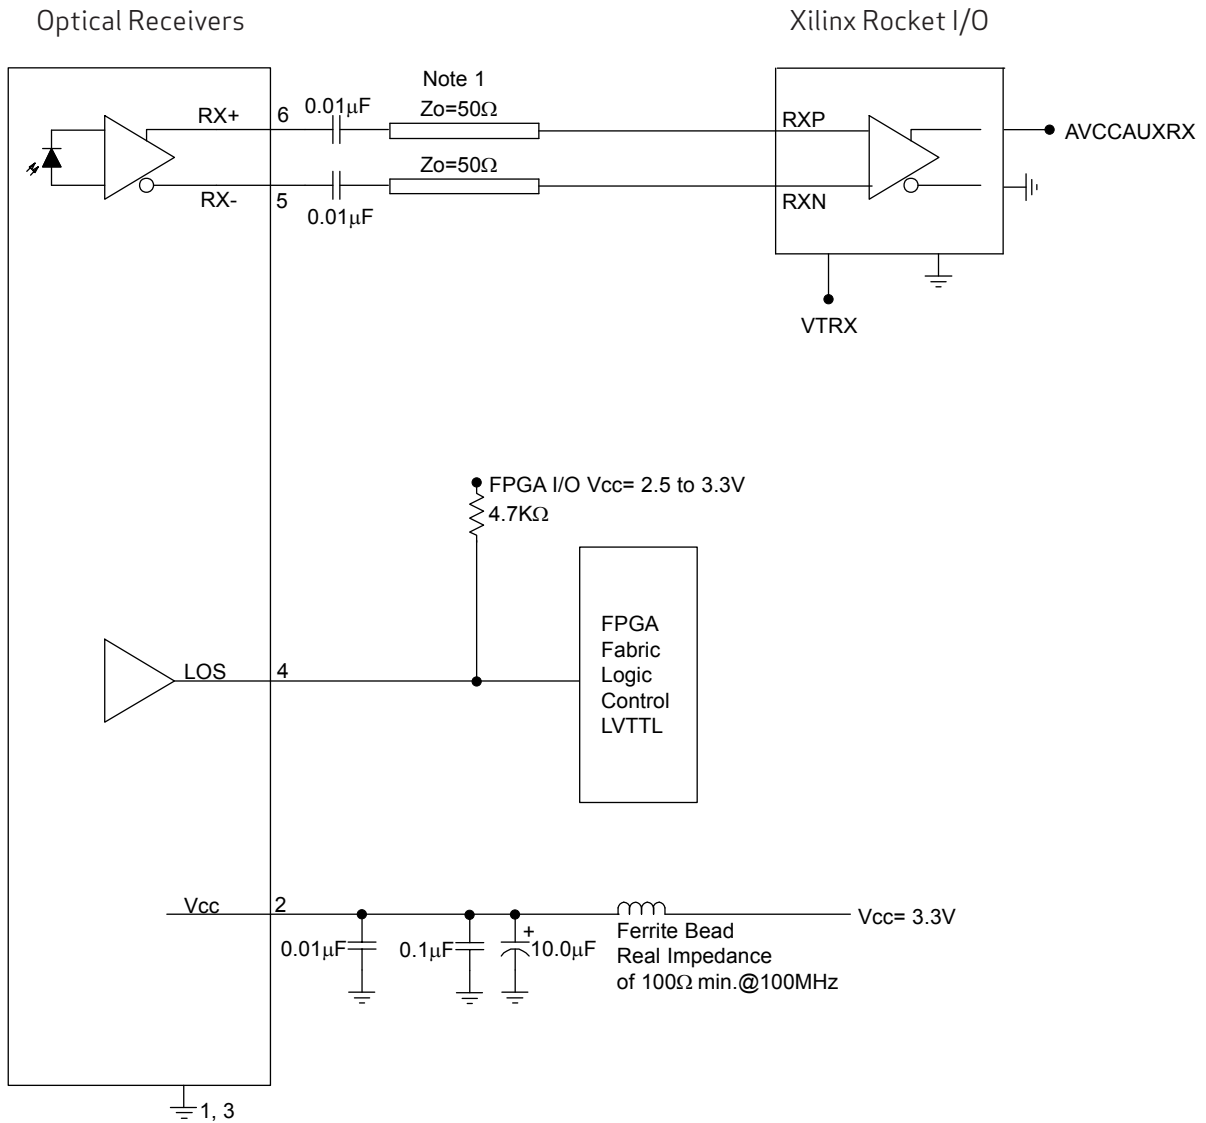 Optical Receivers
Xilinx Rocket I/O
Note 1
RX+
6
0.01µF
Zo=50Ω
RXP
AVCCAUXRX
Zo=50Ω
RX-
5
0.01µF
RXN
VTRX
FPGA I/O Vcc= 2.5 to 3.3V
4.7KΩ
FPGA
Fabric
Logic
Control
LVTTL
LOS
4
Vcc
2
Vcc= 3.3V
0.01µF
0.1µF
+
10.0µF
Ferrite Bead
Real Impedance
of 100Ω min.@100MHz
1, 3